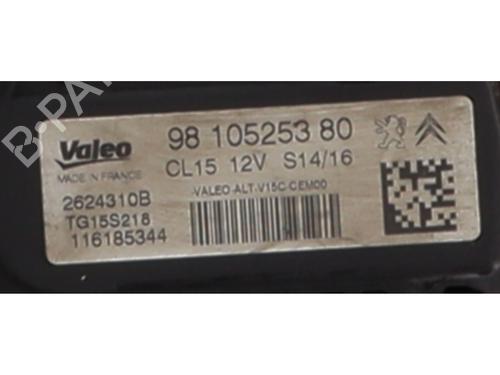 B-PA
Valeo
MADE IN FRANCE
98 105253 80
CL15 12V S14/16
VALEO-ALT-V15C-CEM00
2624310B
TG15S218
116185344